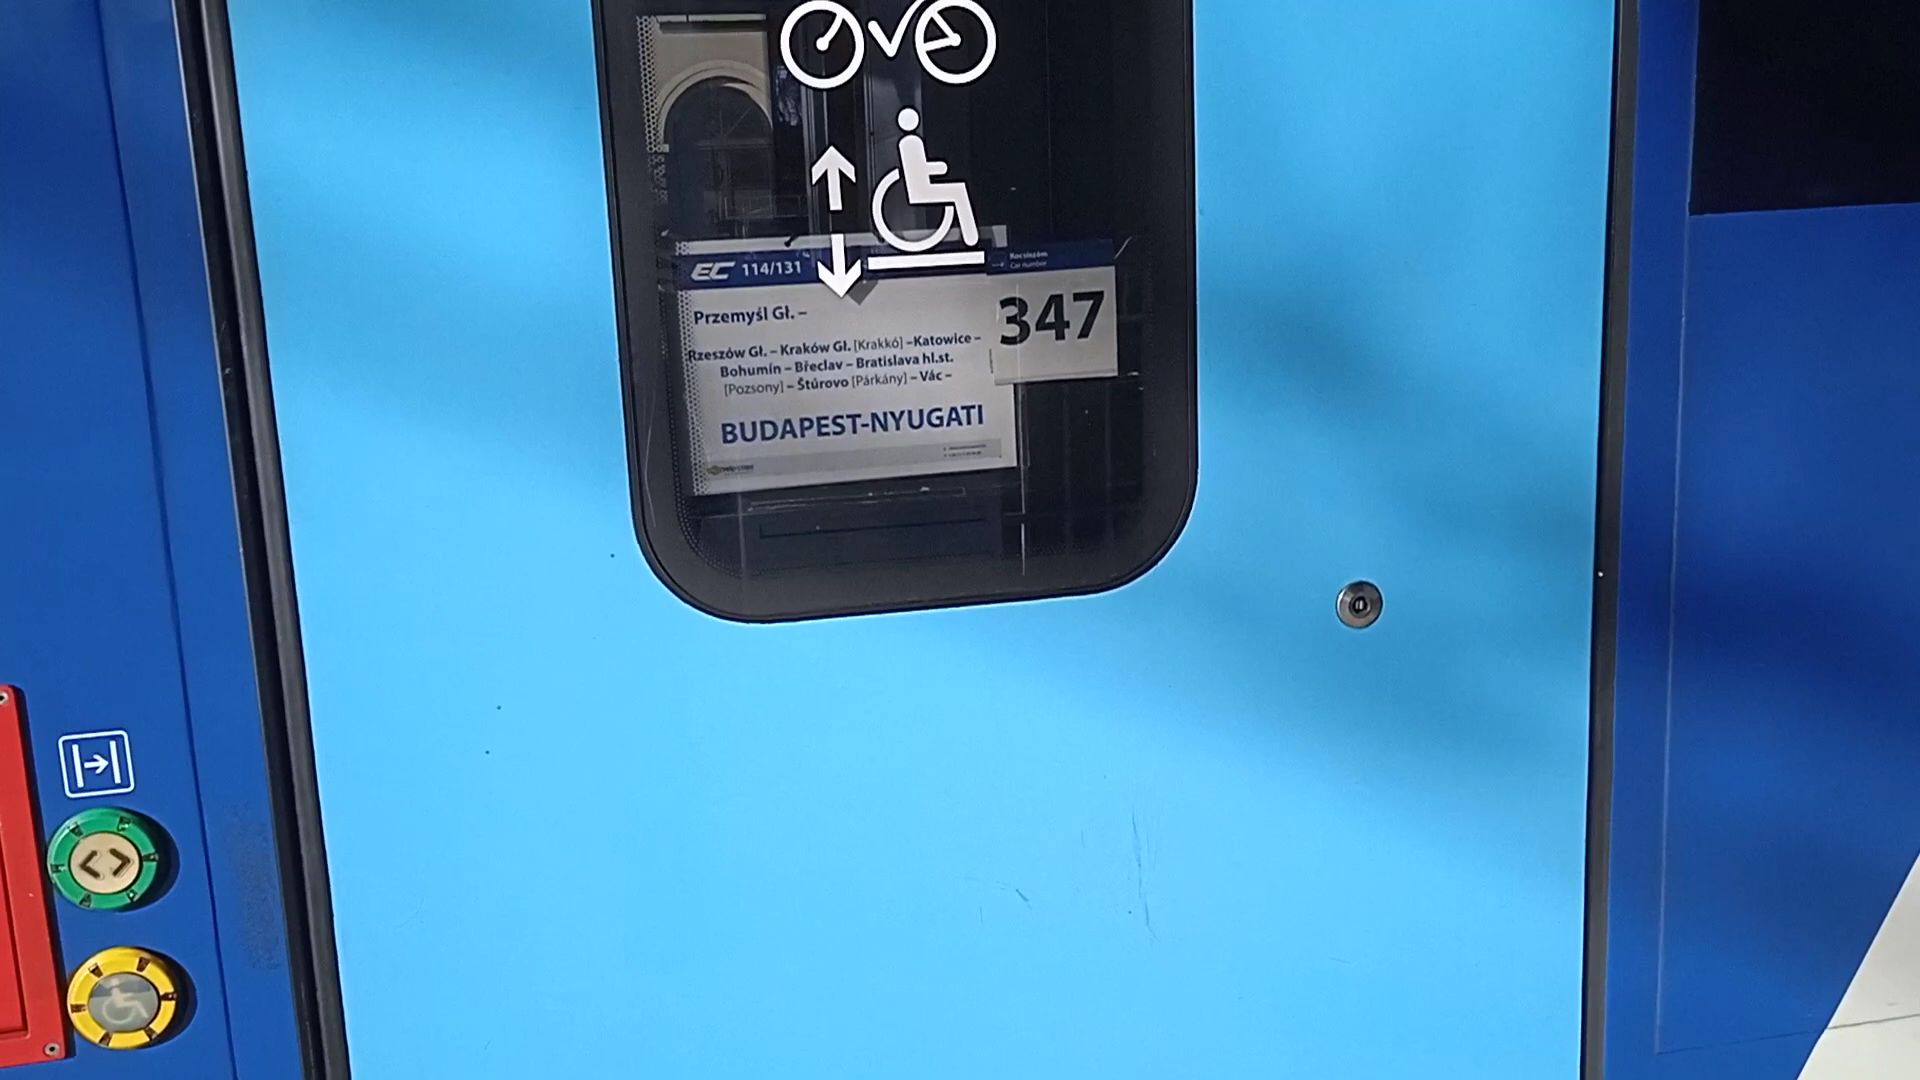 EC 114/131
Kocsiszám
Car number
347
Przemyśl Gł. –
Rzeszów Gł. – Kraków Gł. [Krakkó] –Katowice –
Bohumín – Břeclav – Bratislava hl.st.
[Pozsony] – Štúrovo [Párkány] – Vác –
BUDAPEST-NYUGATI